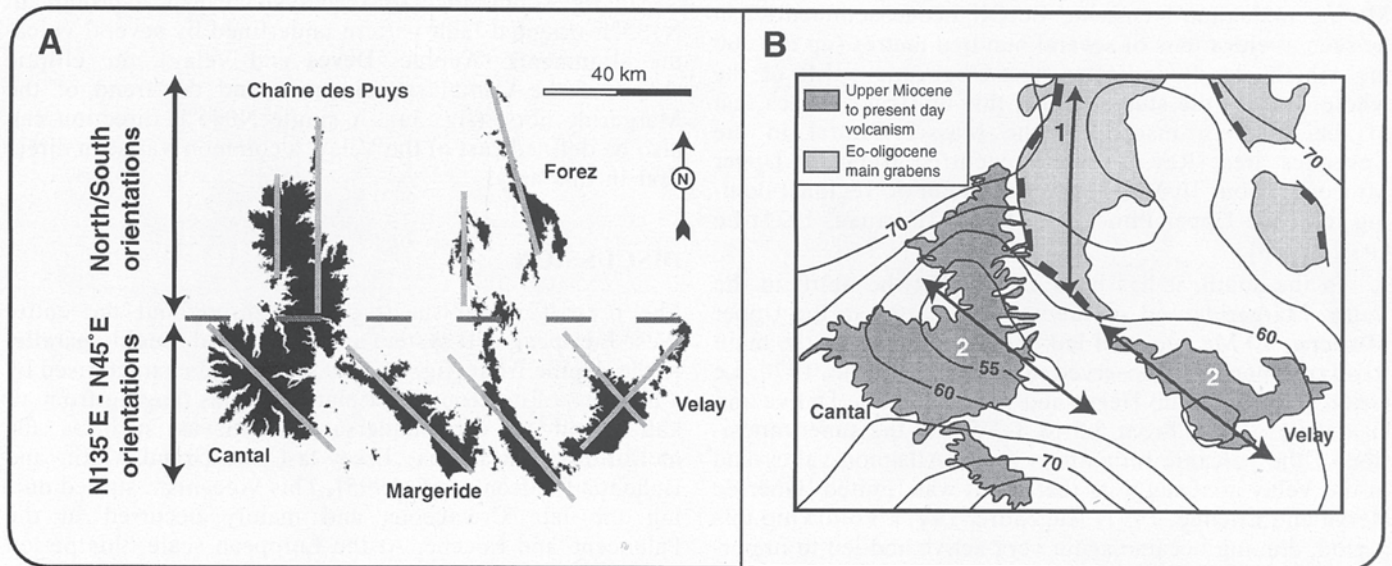 A
Chaîne des Puys
40 km
N
Forez
North/South
orientations
N135°E N45°E
orientations
Cantal
Margeride
Velay
B
Upper Miocene
to present day
volcanism
Eo-oligocene
main grabens
1
70
70
60
2
55
60
2
Cantal
Velay
70